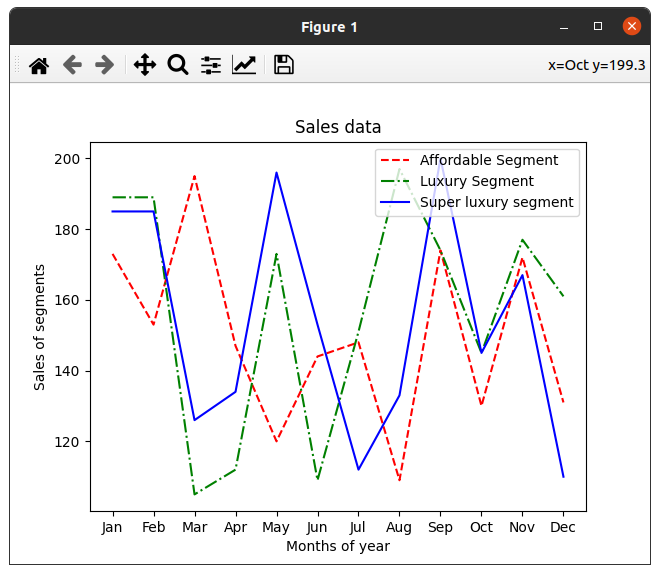 Figure 1
x=Oct y=199.3
Sales data
Affordable Segment
Luxury Segment
Super luxury segment
Sales of segments
200
180
160
140
120
Jan Feb Mar Apr May Jun Jul Aug Sep Oct Nov Dec
Months of year